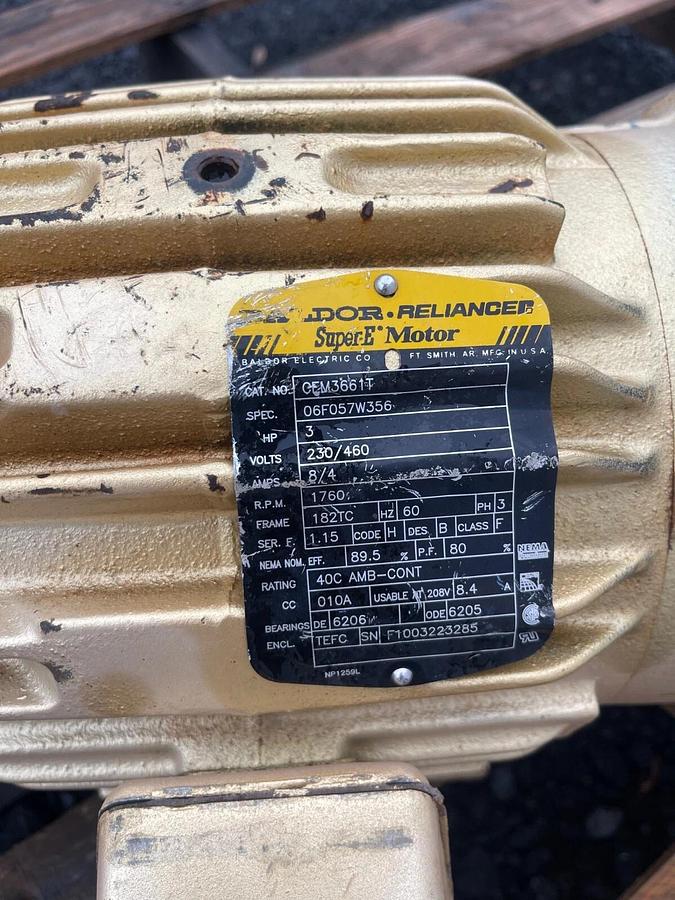 DOR • RELIANCER
Super-E® Motor
BALDOR ELECTRIC CO FT. SMITH AR. MFG. IN U.S.A.
CAT. NO. CEM3661T
SPEC. 06F057W356
HP 3
VOLTS 230/460
AMPS 8/4
R.P.M. 1760
FRAME 182TC HZ 60 PH 3
SER. F. 1.15 CODE H DES. B CLASS F
NEMA NOM. EFF. 89.5 % P.F. 80 %
RATING 40C AMB-CONT
CC 010A USABLE AT 208V 8.4 A
BEARINGS DE 6206 ODE 6205
ENCL. TEFC SN F1003223285
NP1259L
NEMA